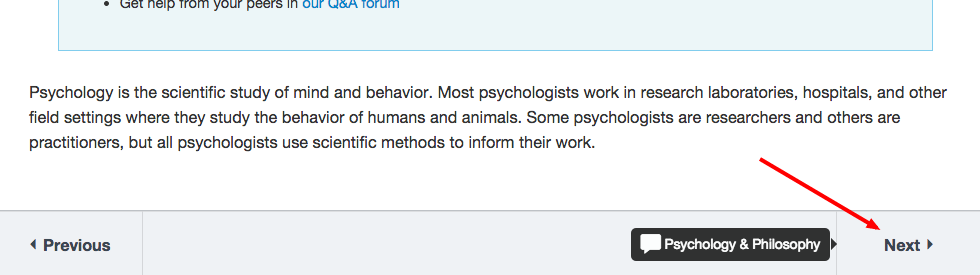 • Get help from your peers in our Q&A forum
Psychology is the scientific study of mind and behavior. Most psychologists work in research laboratories, hospitals, and other
field settings where they study the behavior of humans and animals. Some psychologists are researchers and others are
practitioners, but all psychologists use scientific methods to inform their work.
Previous
Psychology & Philosophy
Next